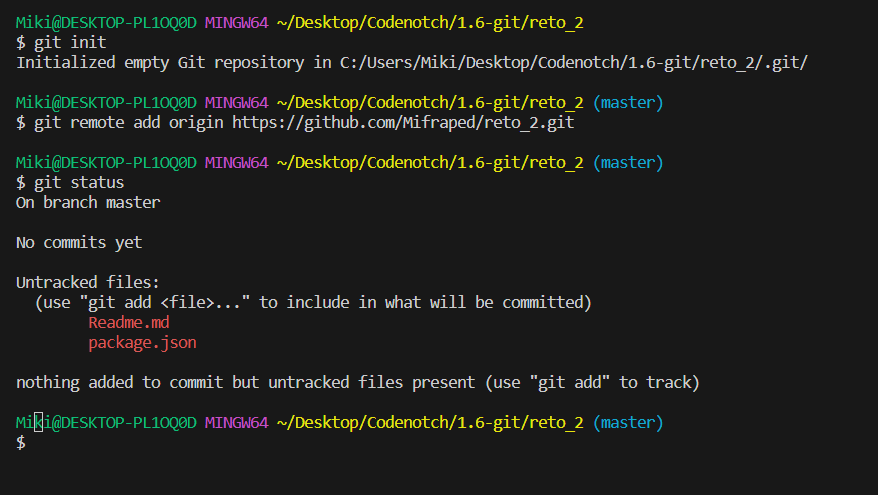 Miki@DESKTOP-PL1OQ0D MINGW64 ~/Desktop/Codenotch/1.6-git/reto_2
$ git init
Initialized empty Git repository in C:/Users/Miki/Desktop/Codenotch/1.6-git/reto_2/.git/
Miki@DESKTOP-PL1OQ0D MINGW64 ~/Desktop/Codenotch/1.6-git/reto_2 (master)
$ git remote add origin https://github.com/Mifraped/reto_2.git
Miki@DESKTOP-PL1OQ0D MINGW64 ~/Desktop/Codenotch/1.6-git/reto_2 (master)
$ git status
On branch master
No commits yet
Untracked files:
(use "git add <file>..." to include in what will be committed)
Readme.md
package.json
nothing added to commit but untracked files present (use "git add" to track)
Miki@DESKTOP-PL1OQ0D MINGW64 ~/Desktop/Codenotch/1.6-git/reto_2 (master)
$